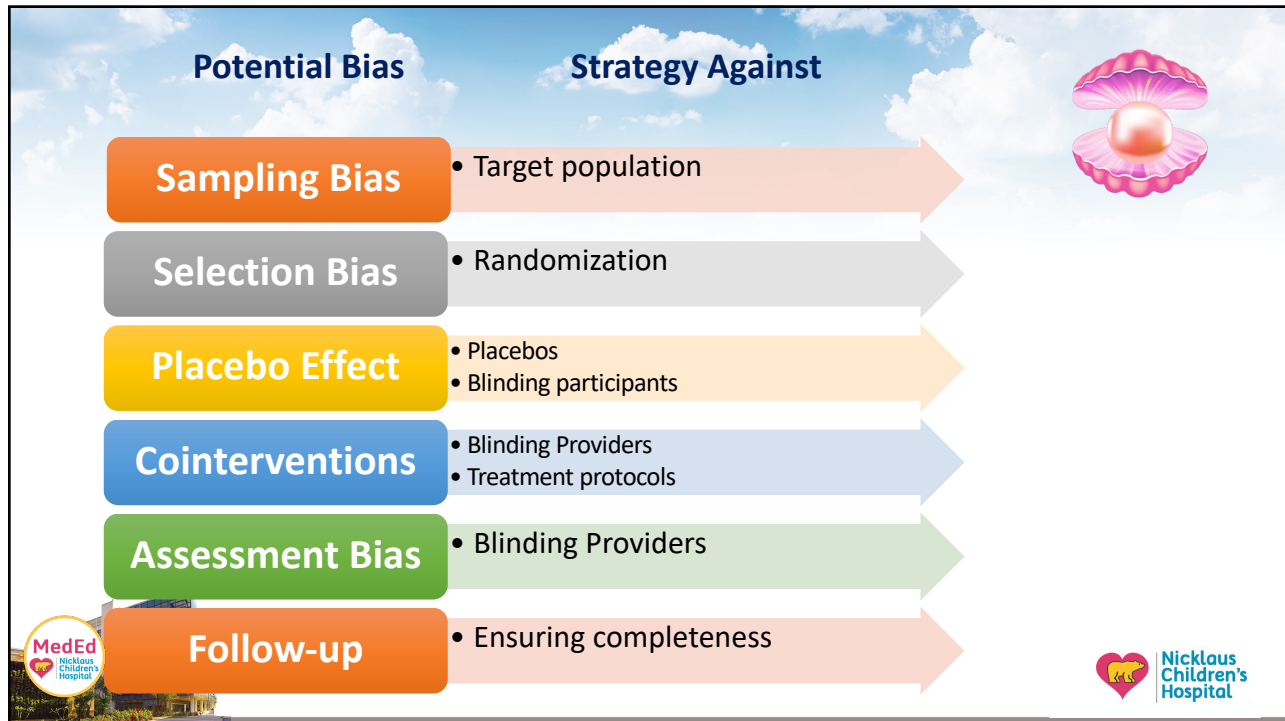 Potential Bias
Strategy Against
Sampling Bias
• Target population
Selection Bias
• Randomization
Placebo Effect
• Placebos
• Blinding participants
Cointerventions
• Blinding Providers
• Treatment protocols
Assessment Bias
• Blinding Providers
Follow-up
• Ensuring completeness
MedEd
Nicklaus
Children's
Hospital
Nicklaus
Children's
Hospital